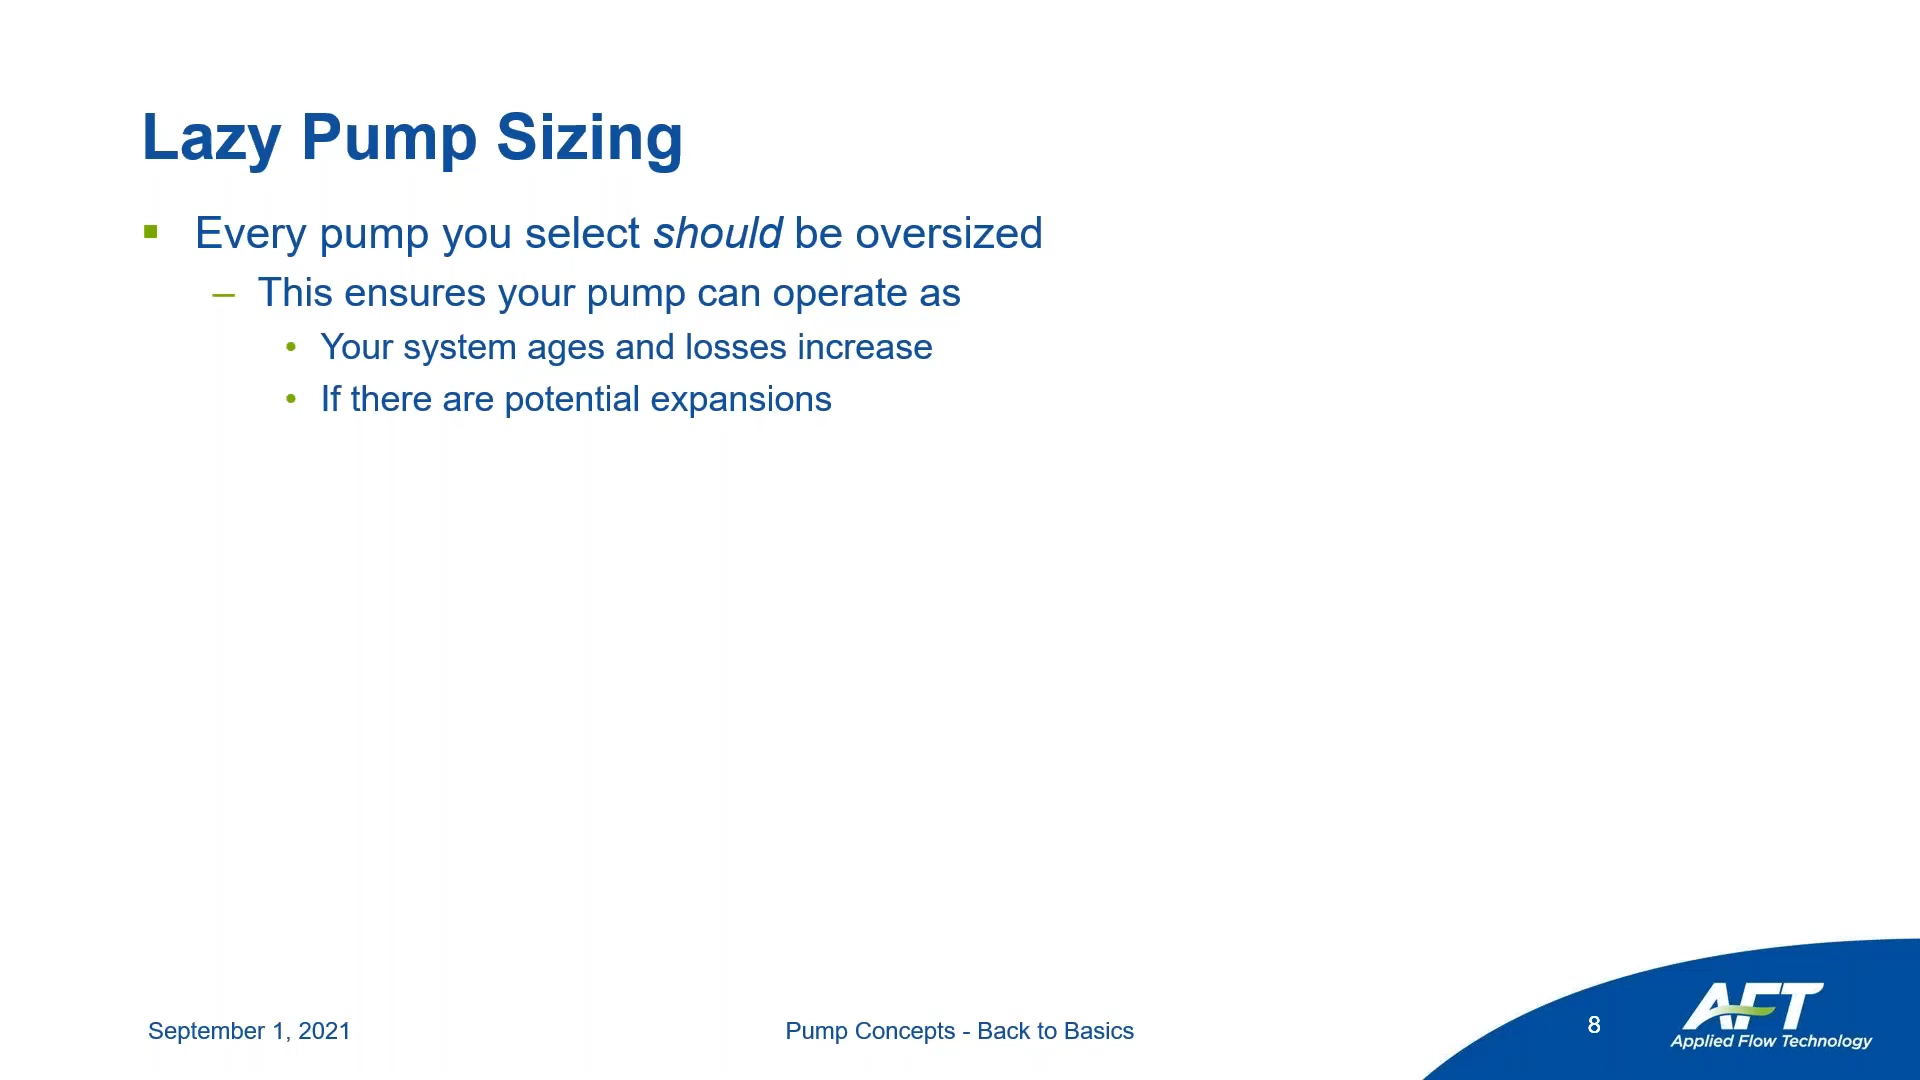 Lazy Pump Sizing
▪ Every pump you select should be oversized
– This ensures your pump can operate as
• Your system ages and losses increase
• If there are potential expansions
September 1, 2021
Pump Concepts - Back to Basics
8
AFT
Applied Flow Technology